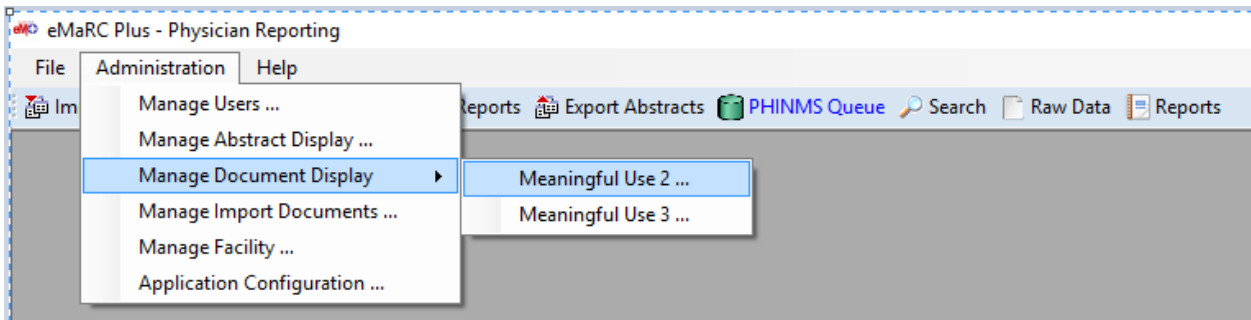 eMaRC Plus - Physician Reporting
File Administration Help
Im Reports Export Abstracts PHINMS Queue Search Raw Data Reports
Manage Users ...
Manage Abstract Display ...
Manage Document Display
Meaningful Use 2 ...
Meaningful Use 3 ...
Manage Import Documents ...
Manage Facility ...
Application Configuration ...